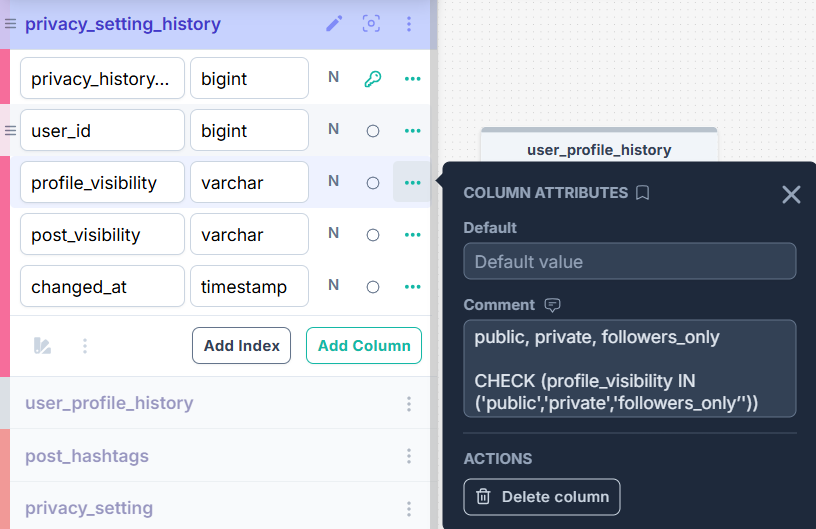 privacy_setting_history
privacy_history... bigint N
user_id bigint N
profile_visibility varchar N
post_visibility varchar N
changed_at timestamp N
Add Index Add Column
user_profile_history
post_hashtags
privacy_setting
user_profile_history
COLUMN ATTRIBUTES
Default
Default value
Comment
public, private, followers_only
CHECK (profile_visibility IN
('public','private','followers_only''))
ACTIONS
Delete column